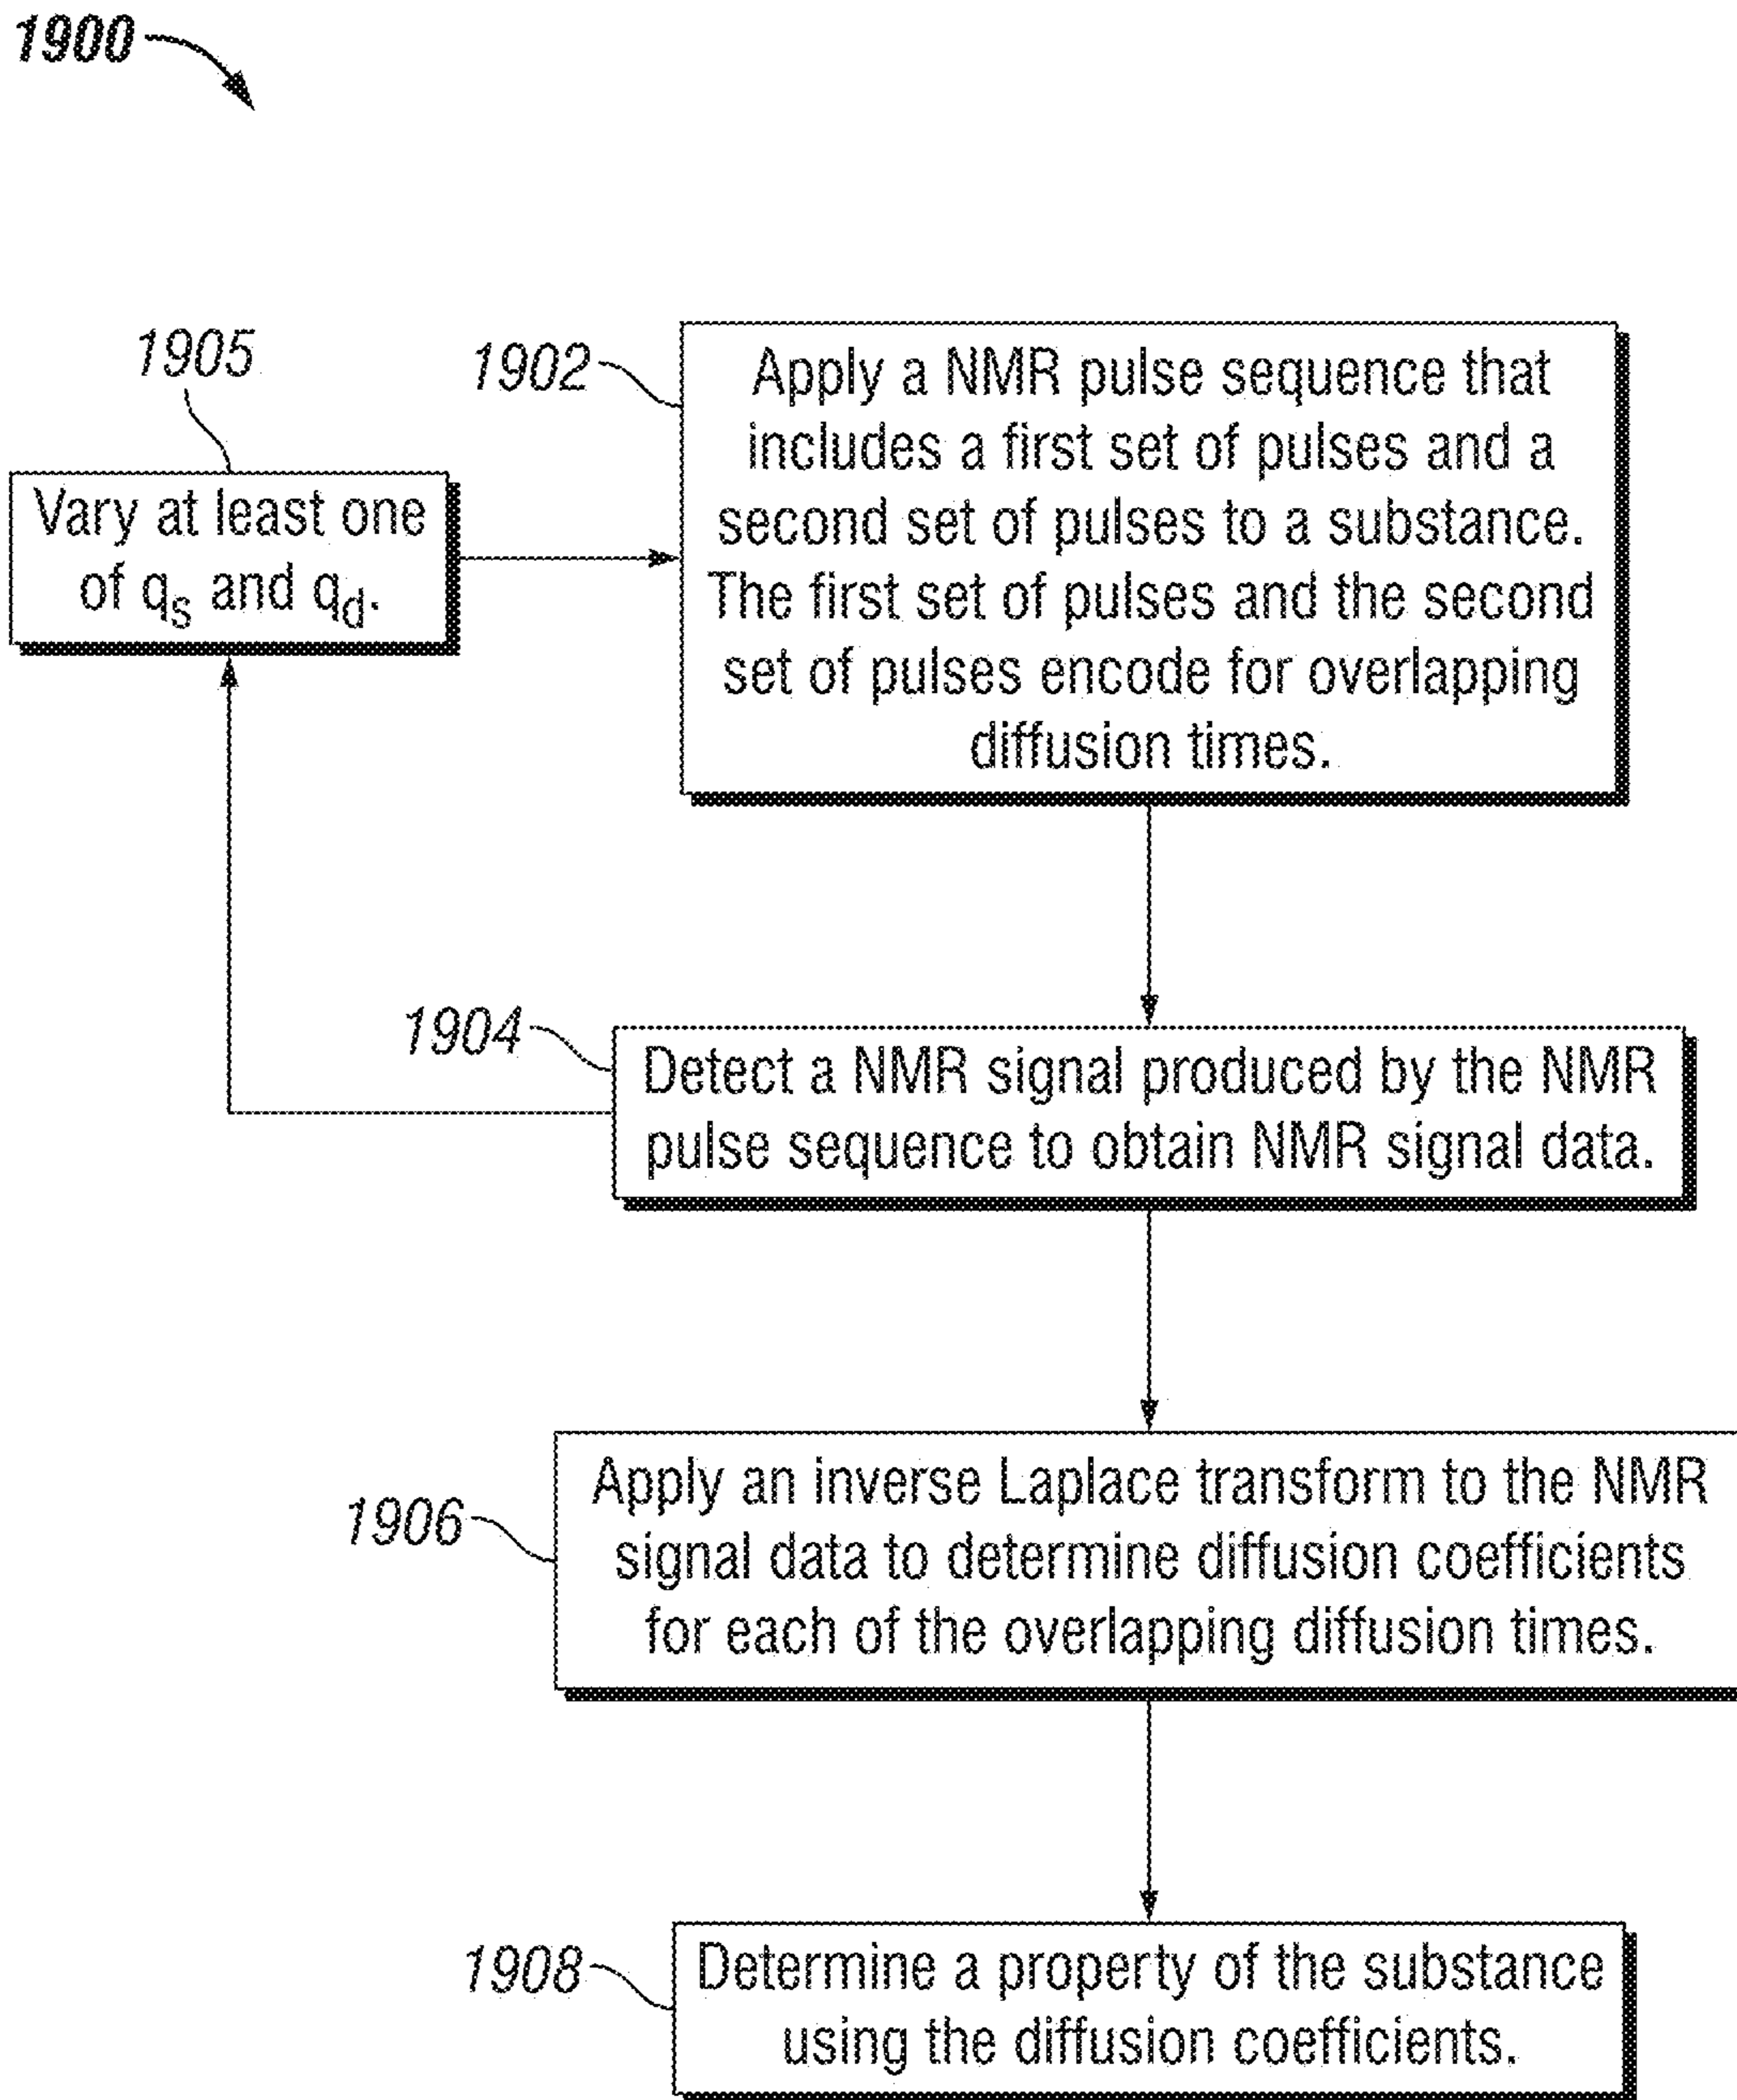 1900
1905
Vary at least one
of qs and qd.
1902
Apply a NMR pulse sequence that
includes a first set of pulses and a
second set of pulses to a substance.
The first set of pulses and the second
set of pulses encode for overlapping
diffusion times.
1904
Detect a NMR signal produced by the NMR
pulse sequence to obtain NMR signal data.
1906
Apply an inverse Laplace transform to the NMR
signal data to determine diffusion coefficients
for each of the overlapping diffusion times.
1908
Determine a property of the substance
using the diffusion coefficients.